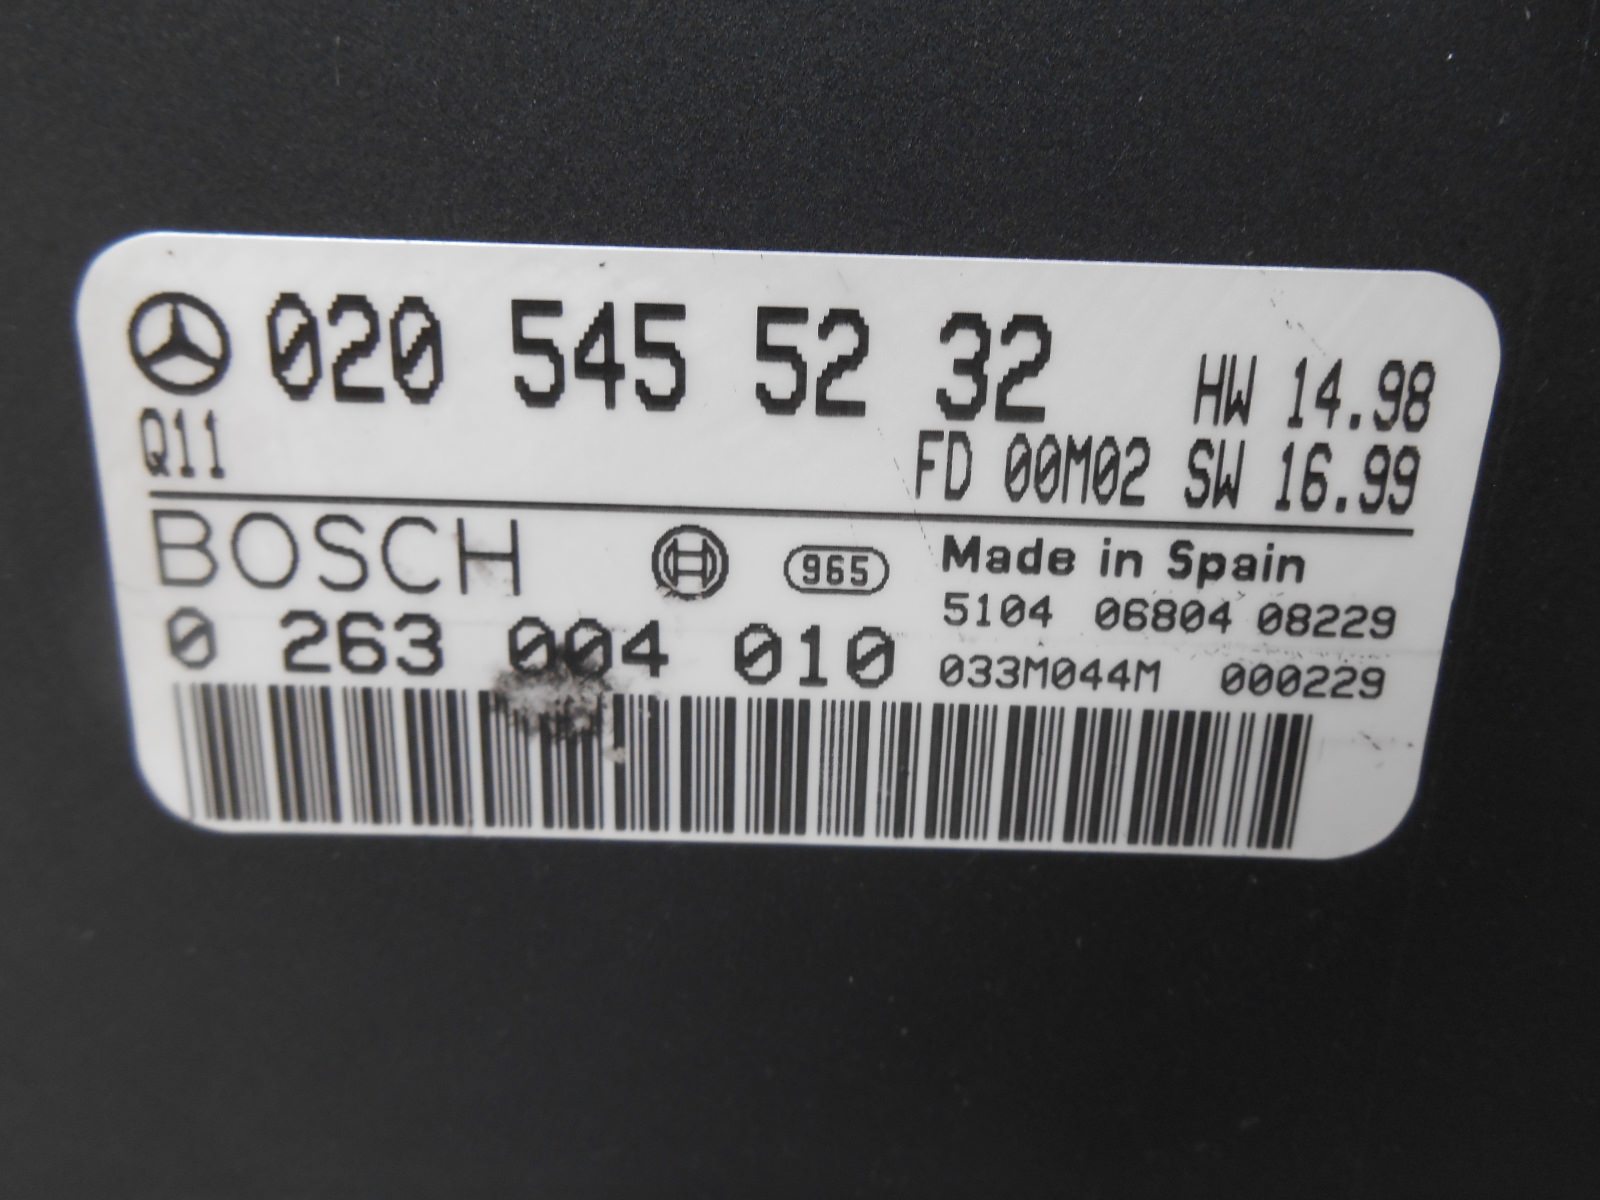 020 545 52 32 HW 14.98
Q11 FD 00M02 SW 16.99
BOSCH 965 Made in Spain
5104 06804 08229
0 263 004 010 033M044M 000229